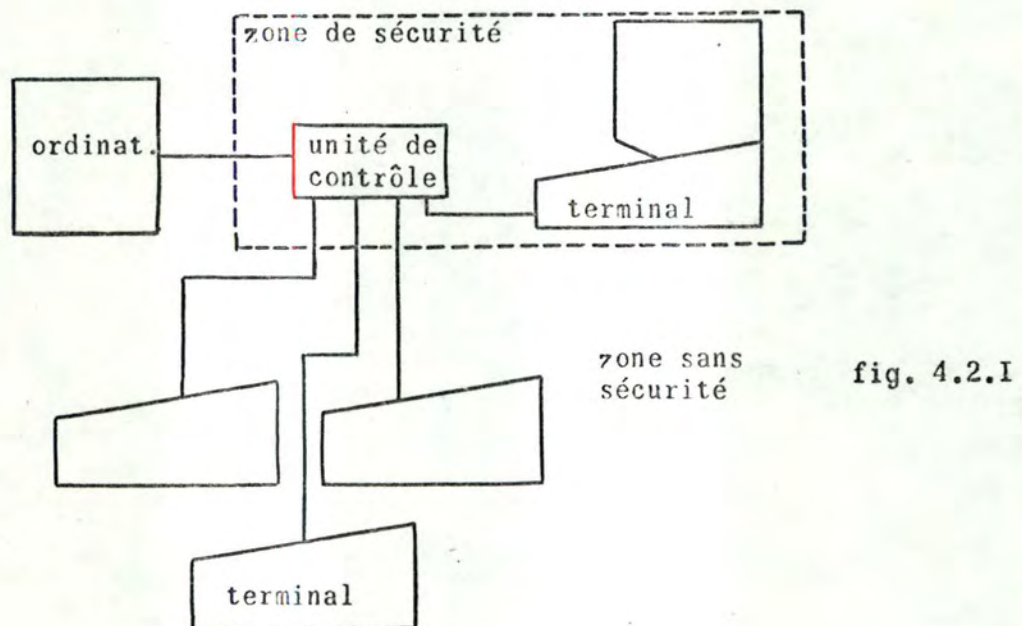 zone de sécurité
ordinat.
unité de
contrôle
terminal
zone sans
sécurité
fig. 4.2.I
terminal